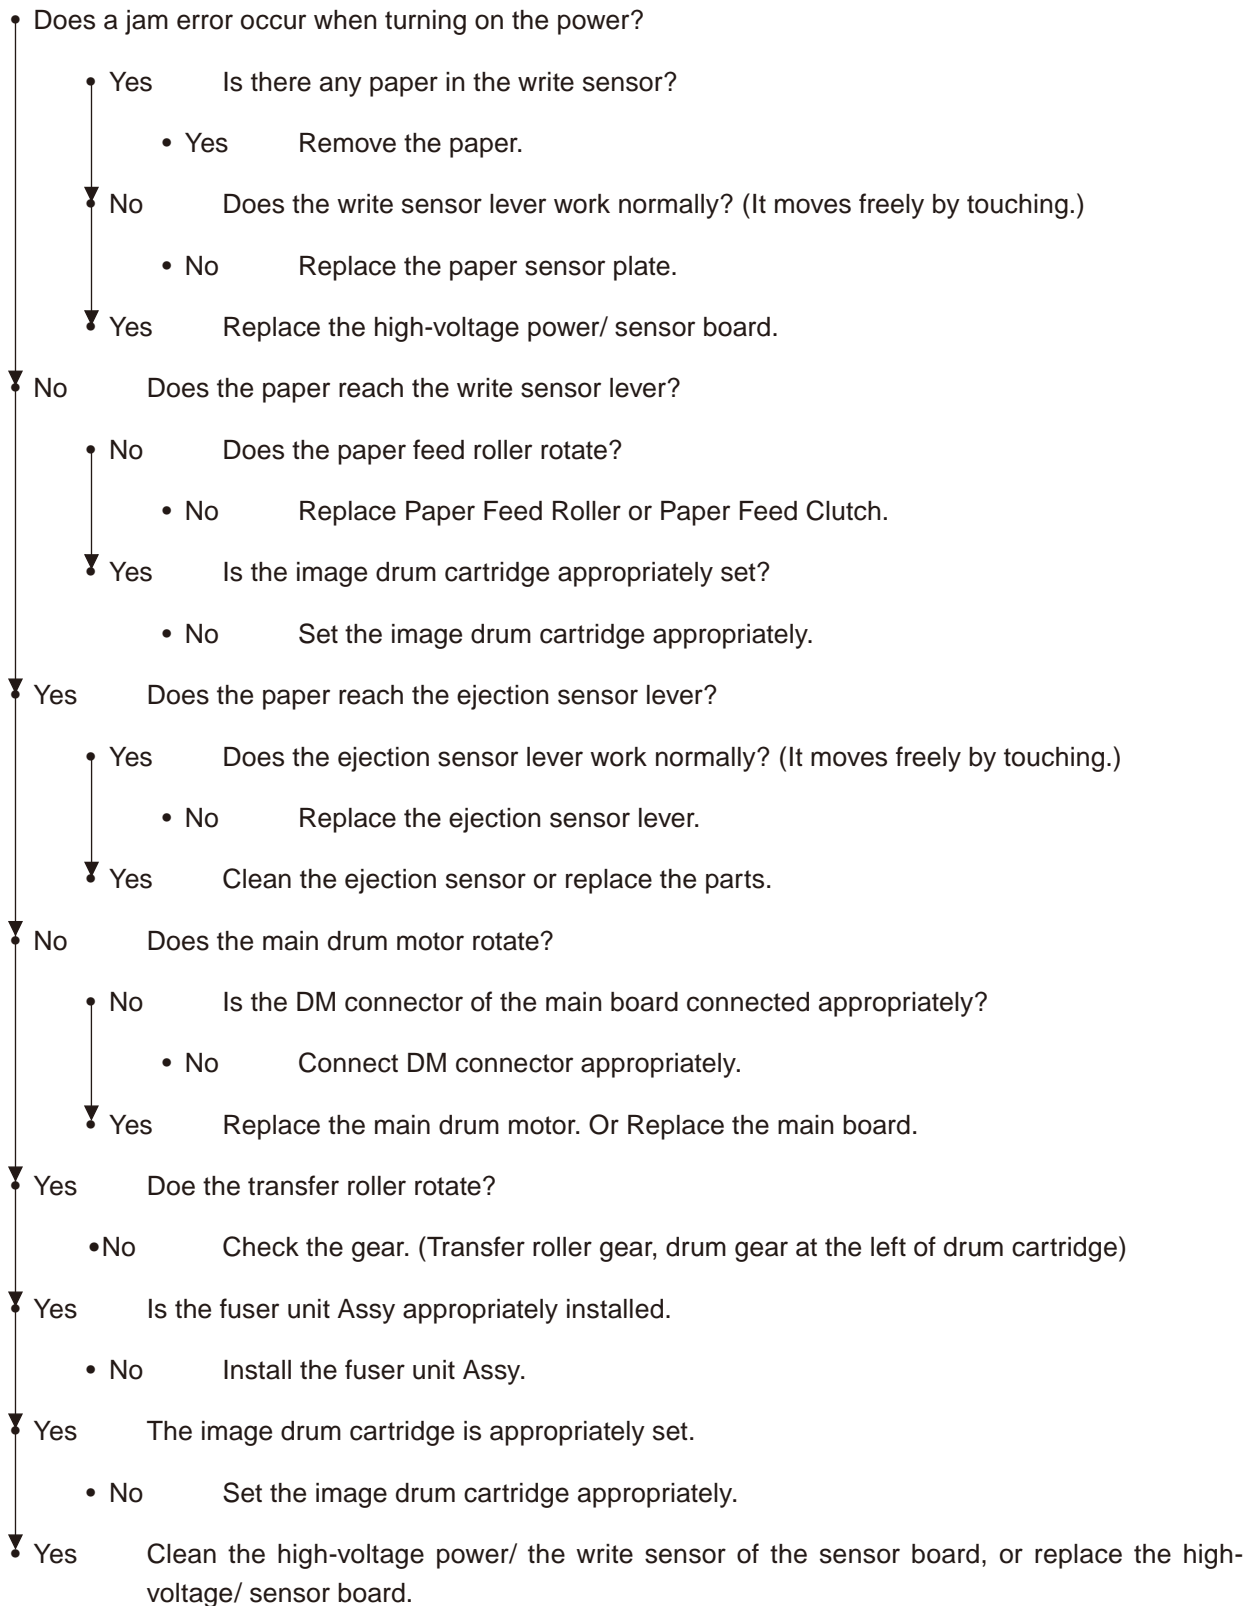 • Does a jam error occur when turning on the power?
• Yes Is there any paper in the write sensor?
• Yes Remove the paper.
• No Does the write sensor lever work normally? (It moves freely by touching.)
• No Replace the paper sensor plate.
• Yes Replace the high-voltage power/ sensor board.
• No Does the paper reach the write sensor lever?
• No Does the paper feed roller rotate?
• No Replace Paper Feed Roller or Paper Feed Clutch.
• Yes Is the image drum cartridge appropriately set?
• No Set the image drum cartridge appropriately.
• Yes Does the paper reach the ejection sensor lever?
• Yes Does the ejection sensor lever work normally? (It moves freely by touching.)
• No Replace the ejection sensor lever.
• Yes Clean the ejection sensor or replace the parts.
• No Does the main drum motor rotate?
• No Is the DM connector of the main board connected appropriately?
• No Connect DM connector appropriately.
• Yes Replace the main drum motor. Or Replace the main board.
• Yes Doe the transfer roller rotate?
•No Check the gear. (Transfer roller gear, drum gear at the left of drum cartridge)
• Yes Is the fuser unit Assy appropriately installed.
• No Install the fuser unit Assy.
• Yes The image drum cartridge is appropriately set.
• No Set the image drum cartridge appropriately.
• Yes Clean the high-voltage power/ the write sensor of the sensor board, or replace the high-
voltage/ sensor board.